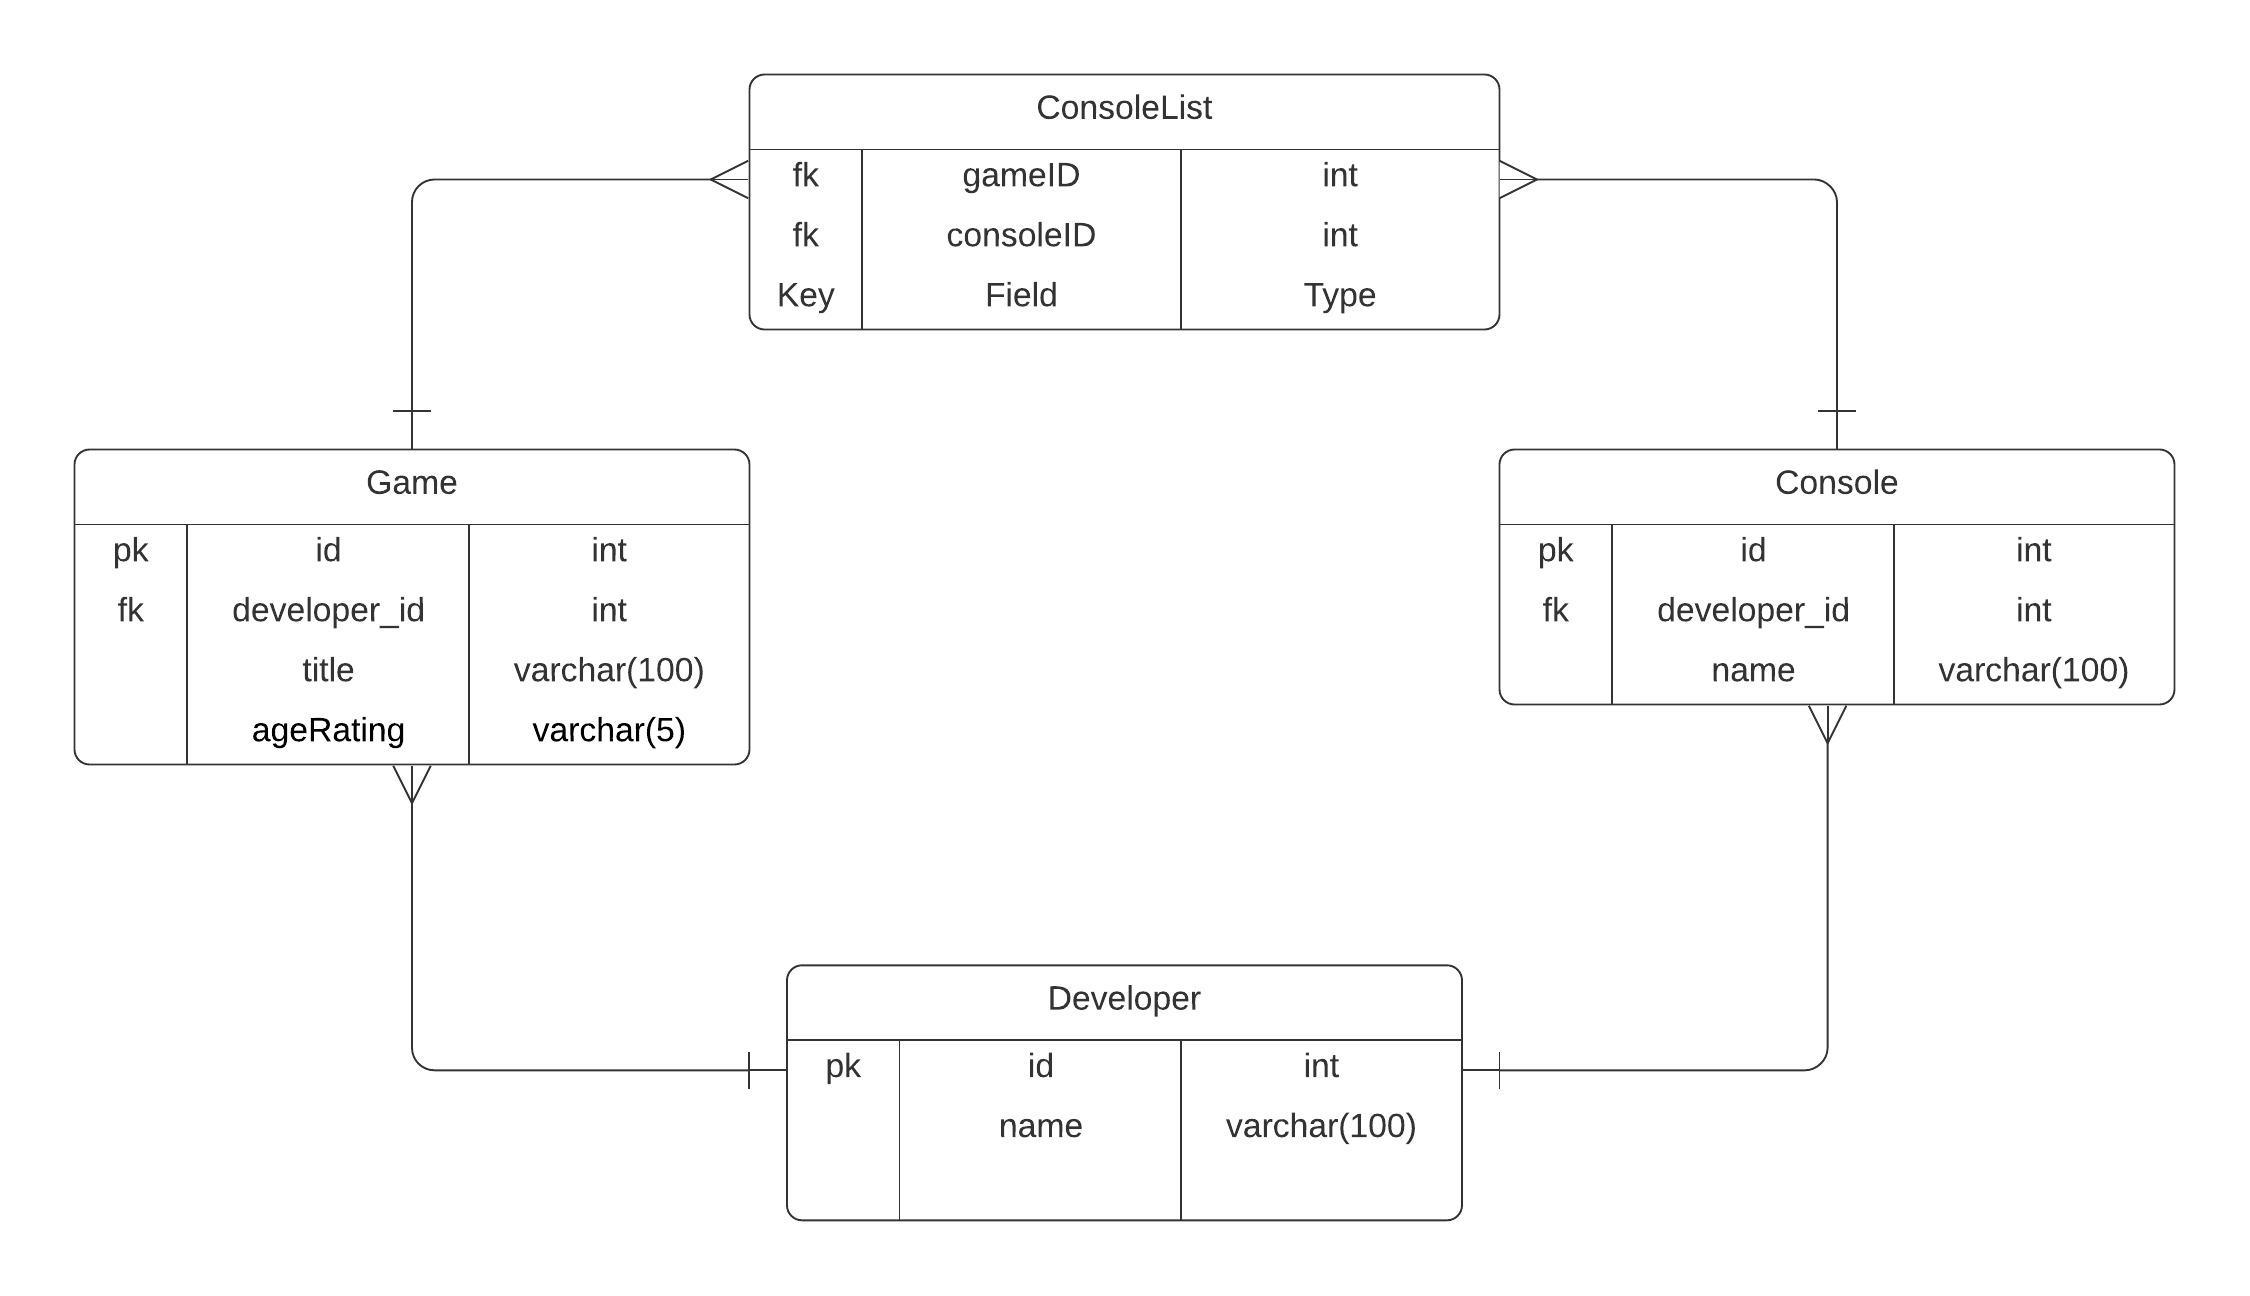 ConsoleList
fk gameID int
fk consoleID int
Key Field Type
Game
pk id int
fk developer_id int
title varchar(100)
ageRating varchar(5)
Console
pk id int
fk developer_id int
name varchar(100)
Developer
pk id int
name varchar(100)